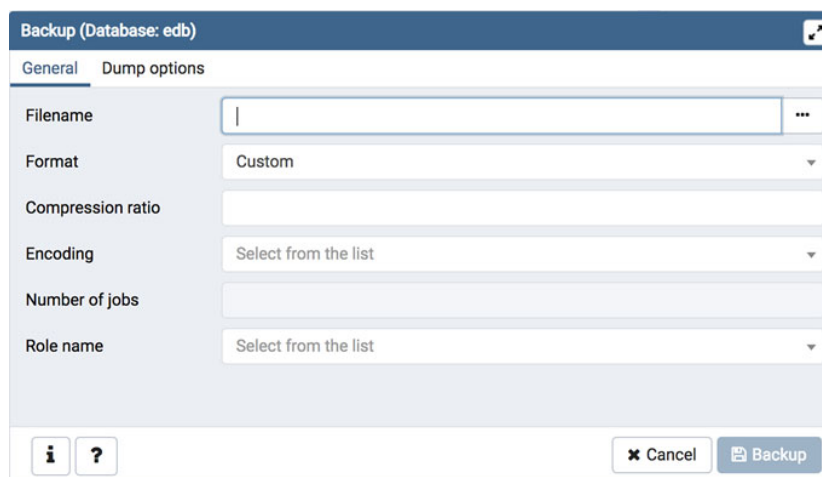 Backup (Database: edb)
General Dump options
Filename
Format Custom
Compression ratio
Encoding Select from the list
Number of jobs
Role name Select from the list
i ? Cancel Backup